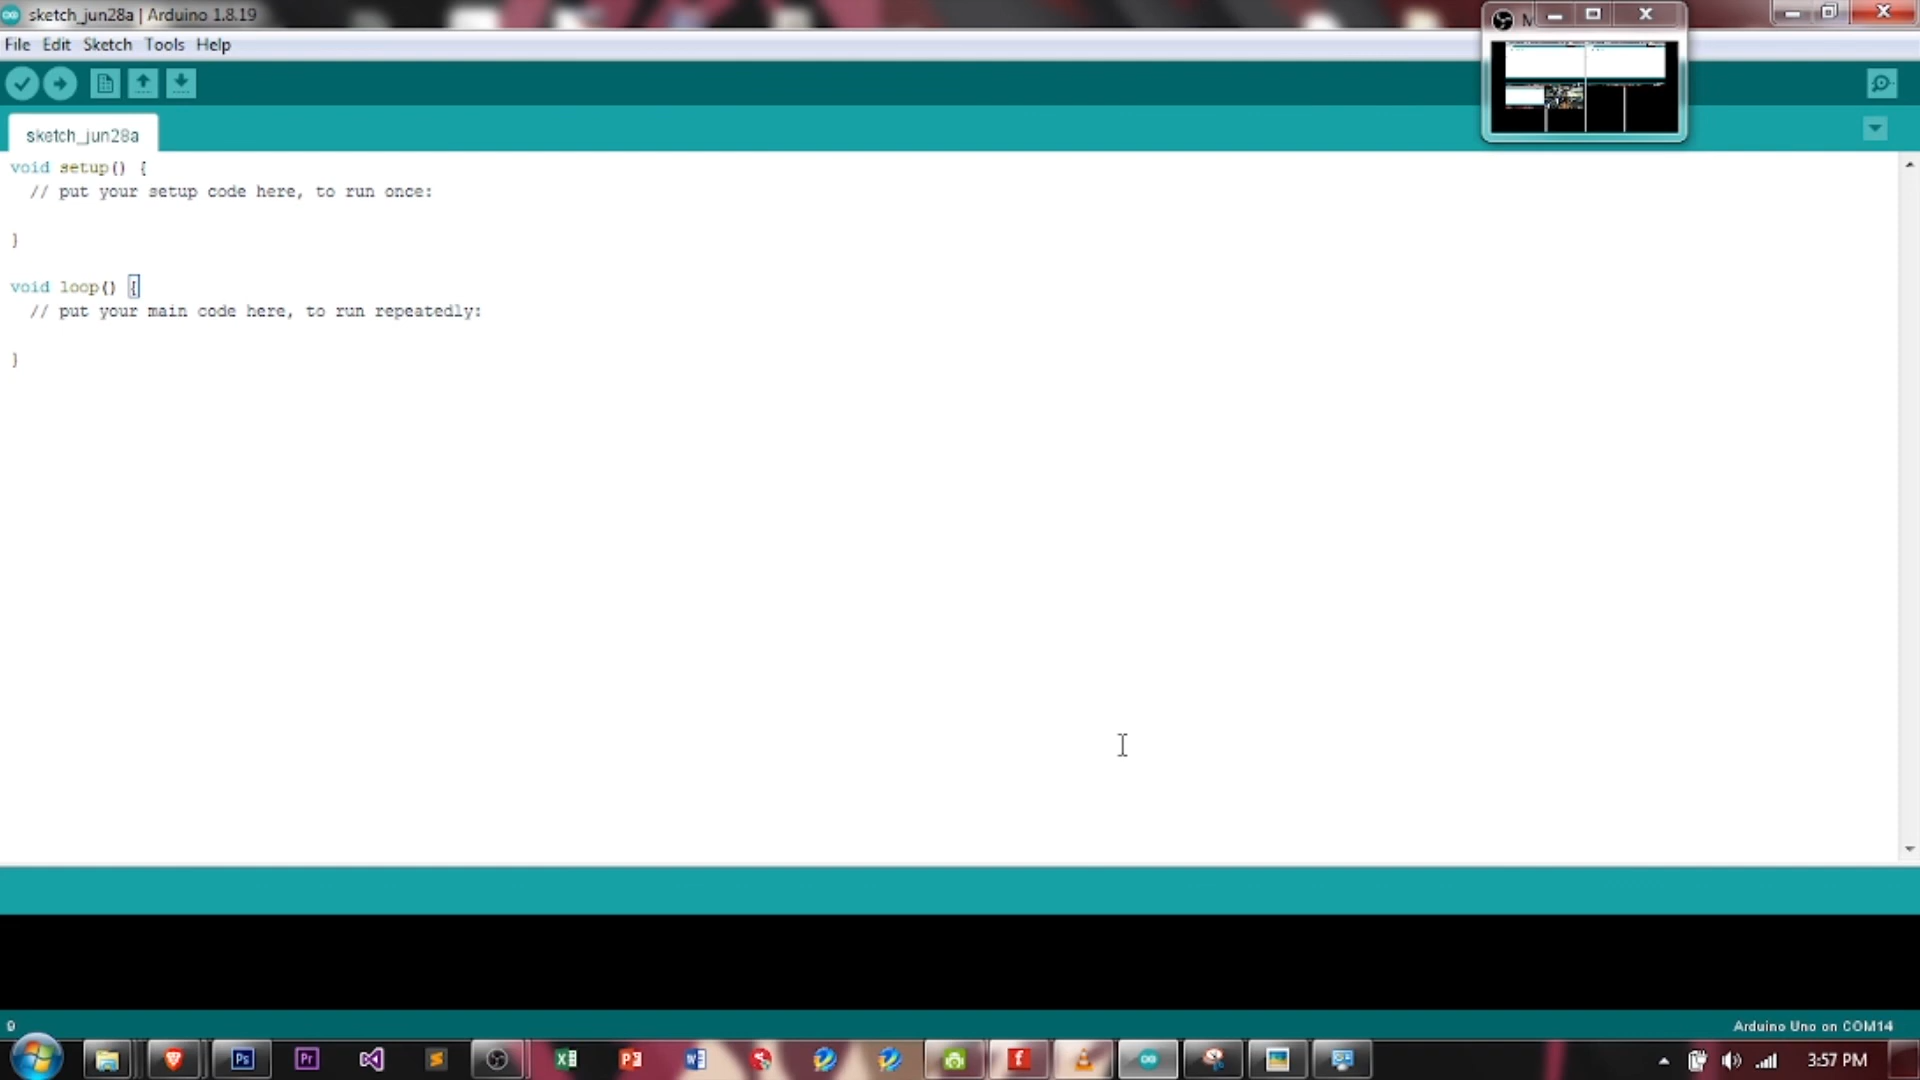 sketch_jun28a | Arduino 1.8.19
File Edit Sketch Tools Help
sketch_jun28a
void setup() {
// put your setup code here, to run once:
}
void loop() {
// put your main code here, to run repeatedly:
}
9
Arduino Uno on COM14
Ps
Pr
3:57 PM